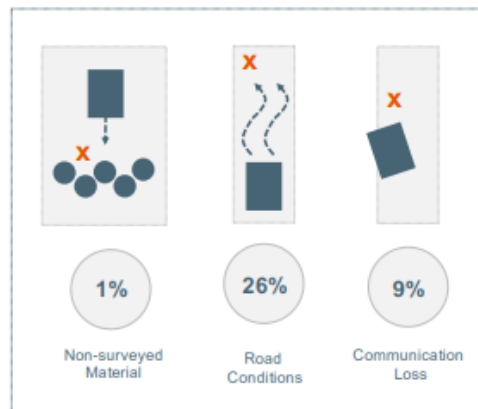 X
X
X
1%
26%
9%
Non-surveyed
Material
Road
Conditions
Communication
Loss